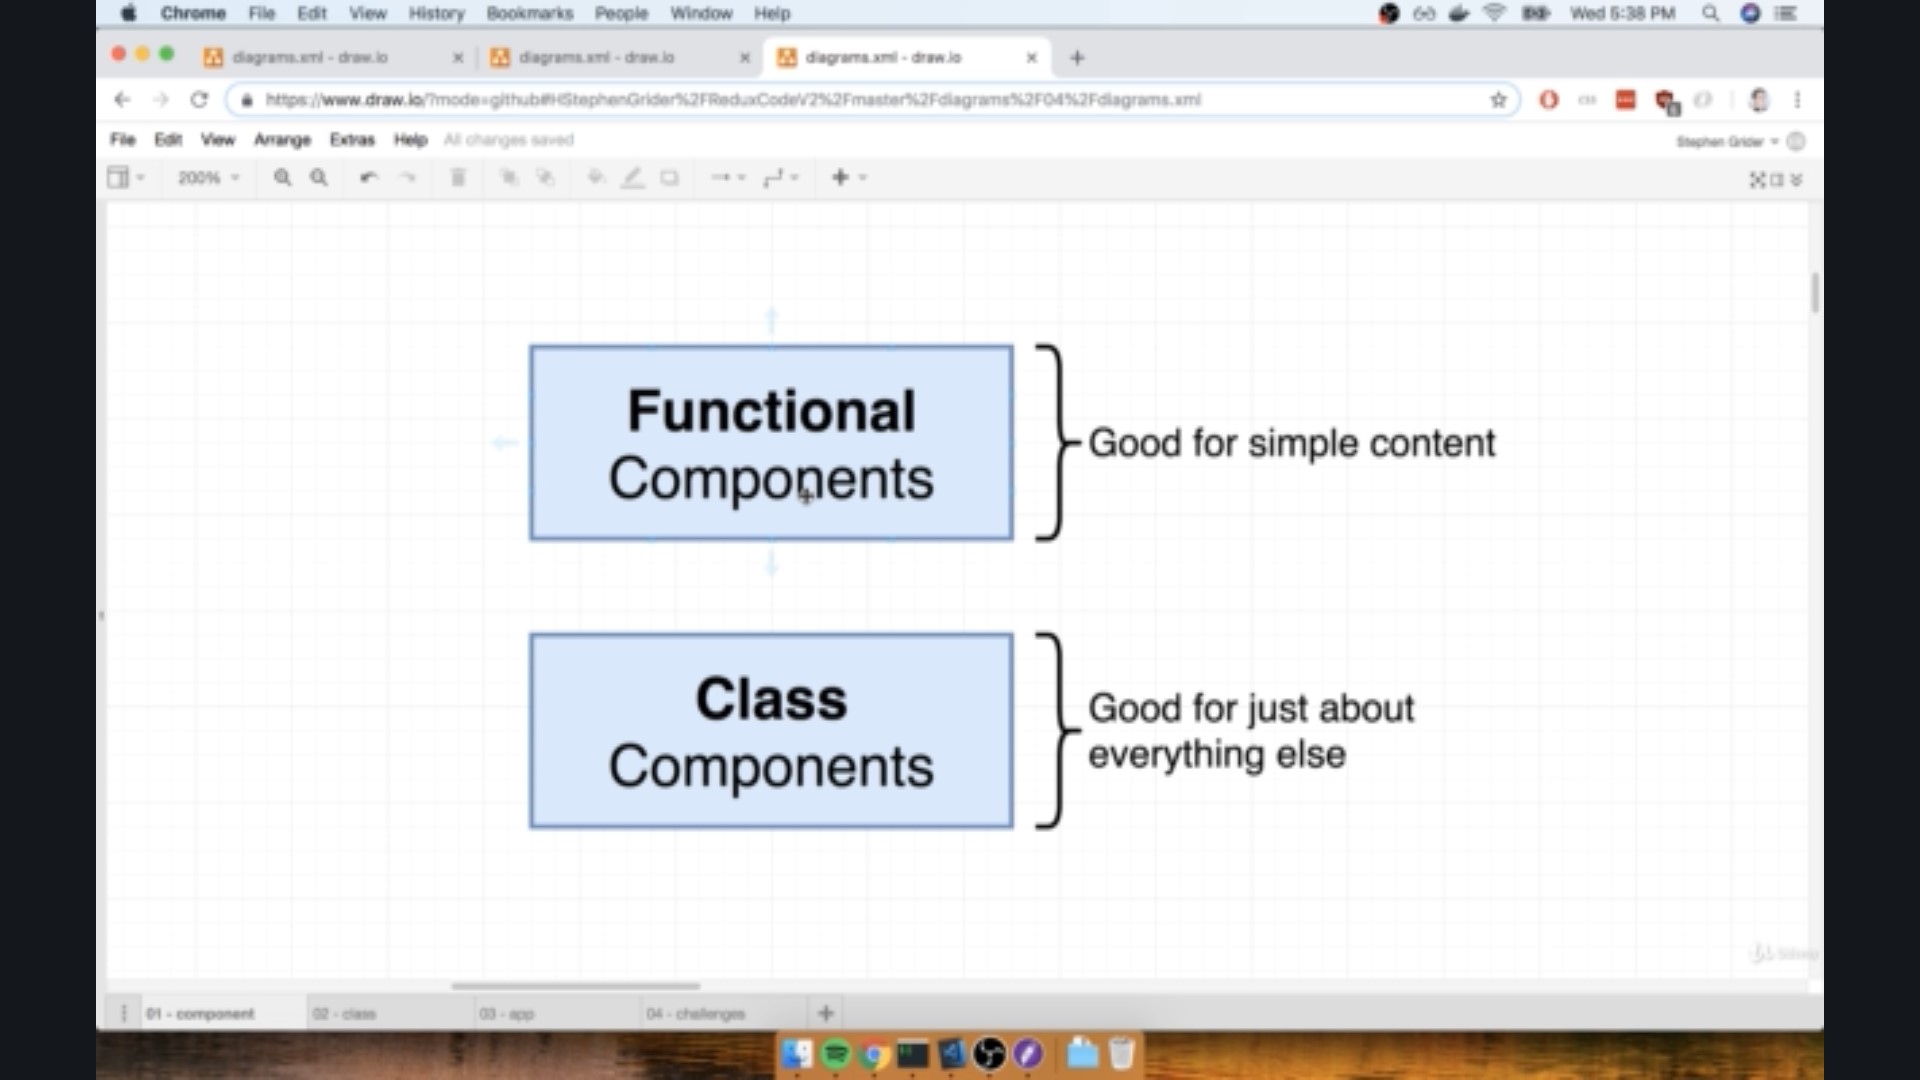 Chrome File Edit View History Bookmarks People Window Help Wed 5:38 PM
diagrams.xml - draw.io diagrams.xml - draw.io diagrams.xml - draw.io
https://www.draw.io/?mode=github#HStephenGrider%2FReduxCodeV2%2Fmaster%2Fdiagrams%2F04%2Fdiagrams.xml
File Edit View Arrange Extras Help All changes saved Stephen Grider
200%
Functional
Components
Good for simple content
Class
Components
Good for just about
everything else
01 - component 02 - class 03 - app 04 - challenges